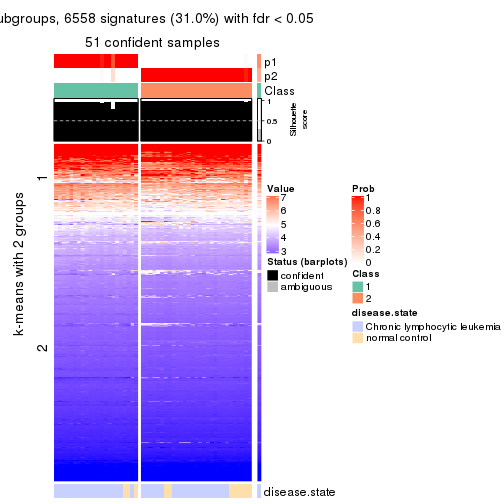 ubgroups, 6558 signatures (31.0%) with fdr < 0.05
51 confident samples
p1
p2
Class
1
0.5
0
Silhouette
score
k-means with 2 groups
1
2
Value
7
6
5
4
3
Status (barplots)
confident
ambiguous
Prob
1
0.8
0.6
0.4
0.2
0
Class
1
2
disease.state
Chronic lymphocytic leukemia
normal control
disease.state